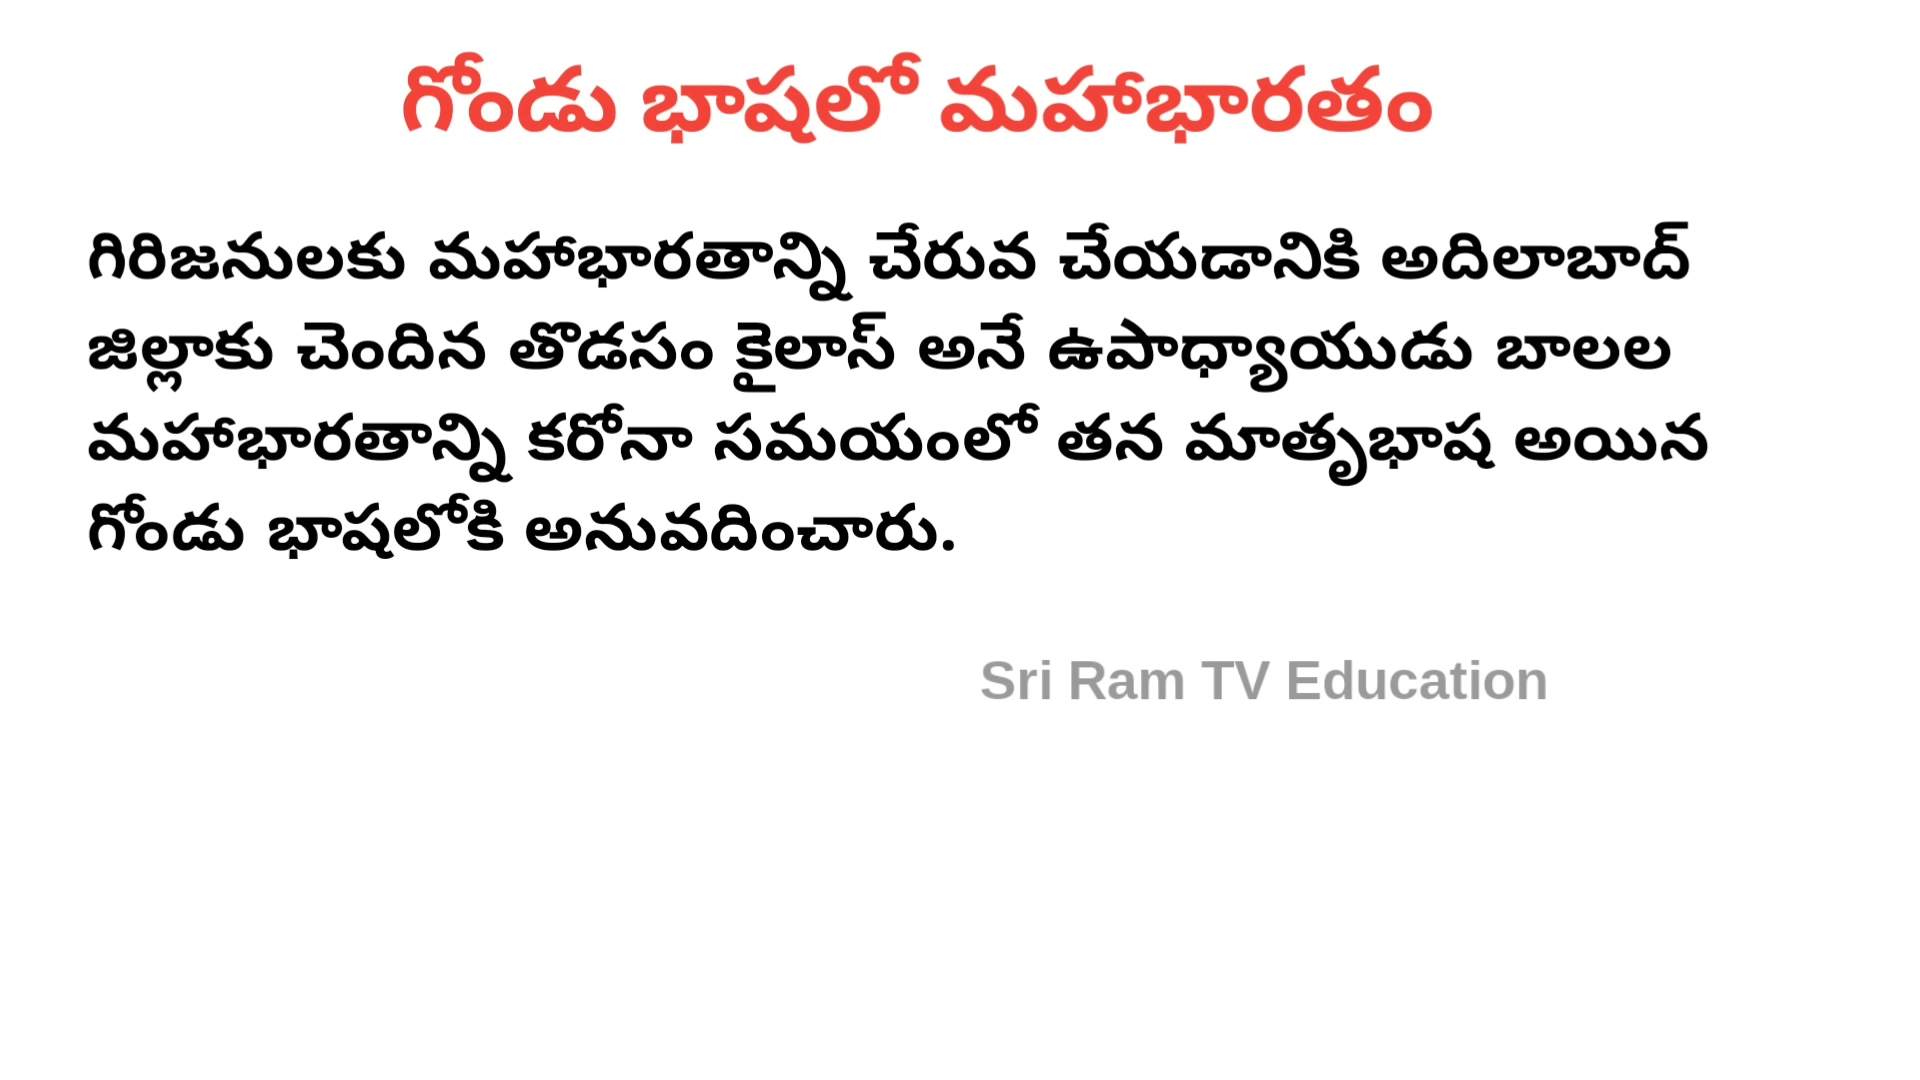 గోండు భాషలో మహాభారతం
గిరిజనులకు మహాభారతాన్ని చేరువ చేయడానికి అదిలాబాద్
జిల్లాకు చెందిన తొడసం కైలాస్ అనే ఉపాధ్యాయుడు బాలల
మహాభారతాన్ని కరోనా సమయంలో తన మాతృభాష అయిన
గోండు భాషలోకి అనువదించారు.
Sri Ram TV Education